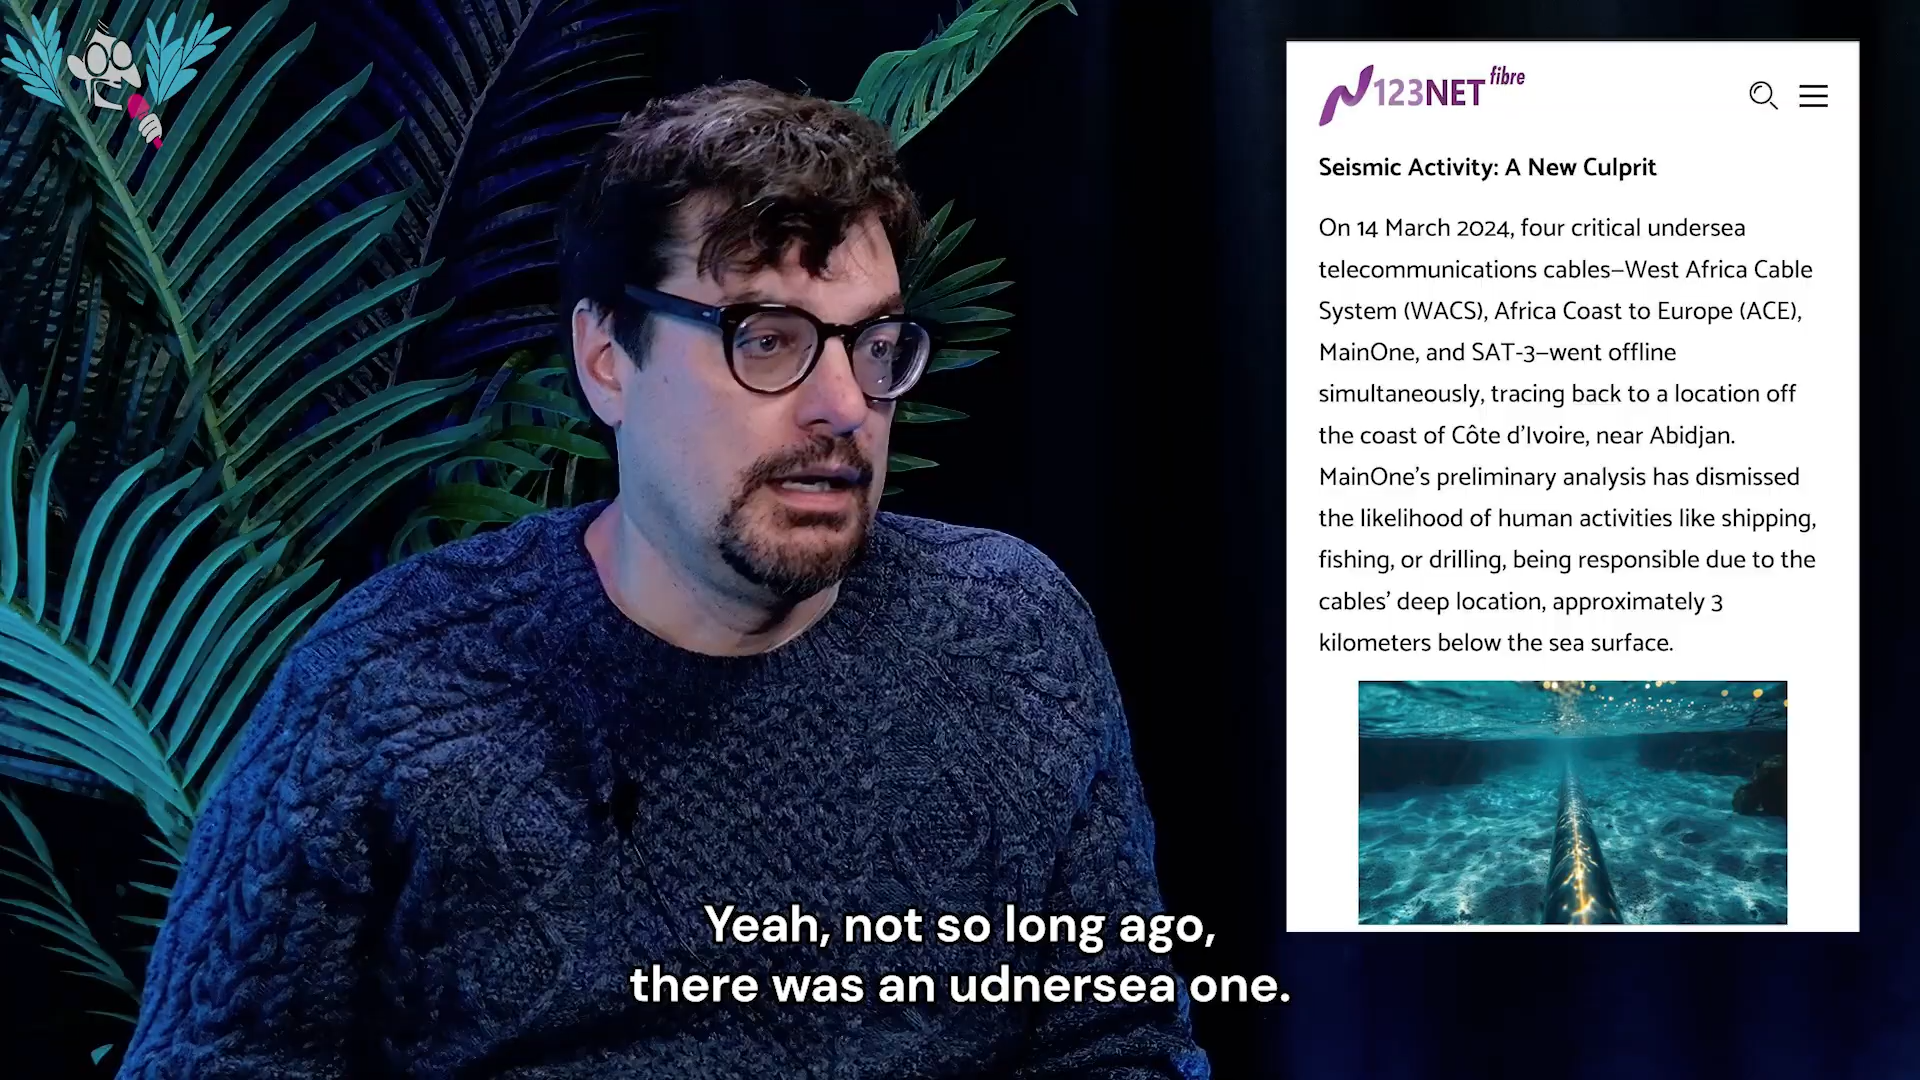 123NET fibre
Seismic Activity: A New Culprit
On 14 March 2024, four critical undersea
telecommunications cables–West Africa Cable
System (WACS), Africa Coast to Europe (ACE),
MainOne, and SAT-3–went offline
simultaneously, tracing back to a location off
the coast of Côte d’Ivoire, near Abidjan.
MainOne’s preliminary analysis has dismissed
the likelihood of human activities like shipping,
fishing, or drilling, being responsible due to the
cables’ deep location, approximately 3
kilometers below the sea surface.
Yeah, not so long ago,
there was an udnersea one.